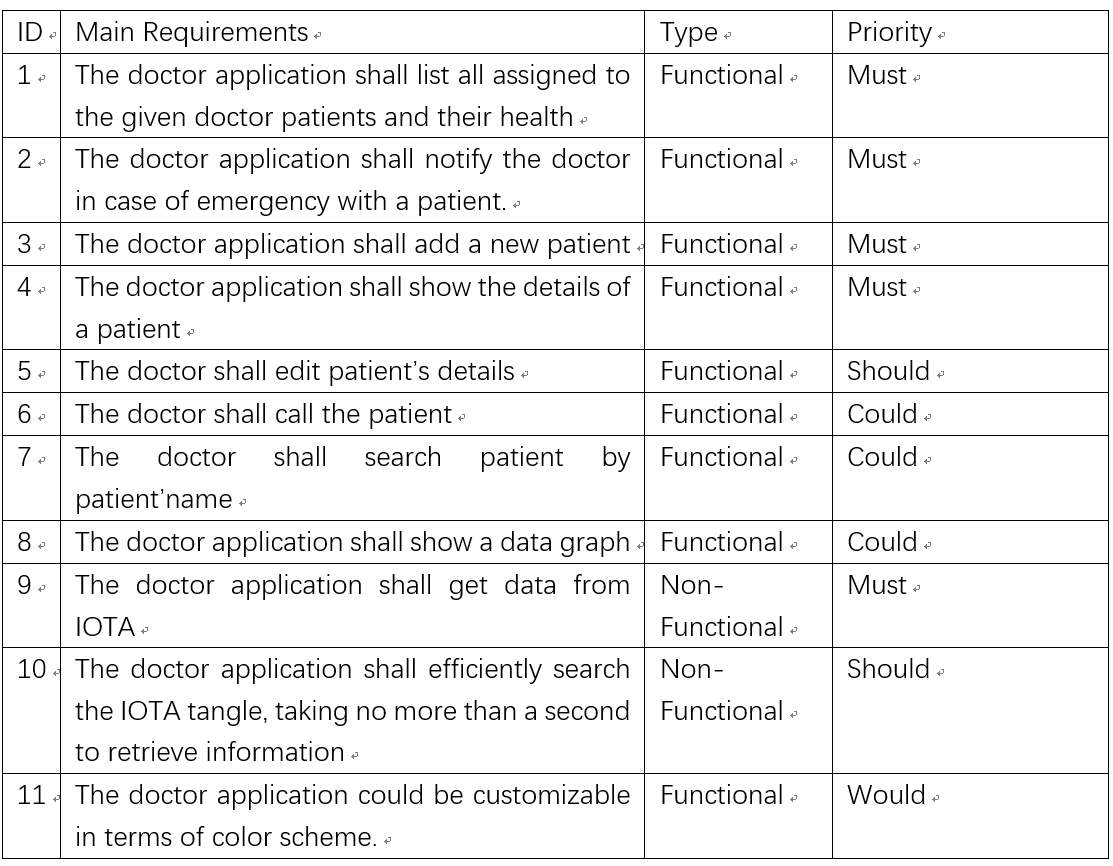 ID Main Requirements Type Priority
1 The doctor application shall list all assigned to Functional Must
the given doctor patients and their health
2 The doctor application shall notify the doctor Functional Must
in case of emergency with a patient.
3 The doctor application shall add a new patient Functional Must
4 The doctor application shall show the details of Functional Must
a patient
5 The doctor shall edit patient’s details Functional Should
6 The doctor shall call the patient Functional Could
7 The doctor shall search patient by Functional Could
patient’name
8 The doctor application shall show a data graph Functional Could
9 The doctor application shall get data from Non- Must
IOTA Functional
10 The doctor application shall efficiently search Non- Should
the IOTA tangle, taking no more than a second Functional
to retrieve information
11 The doctor application could be customizable Functional Would
in terms of color scheme.